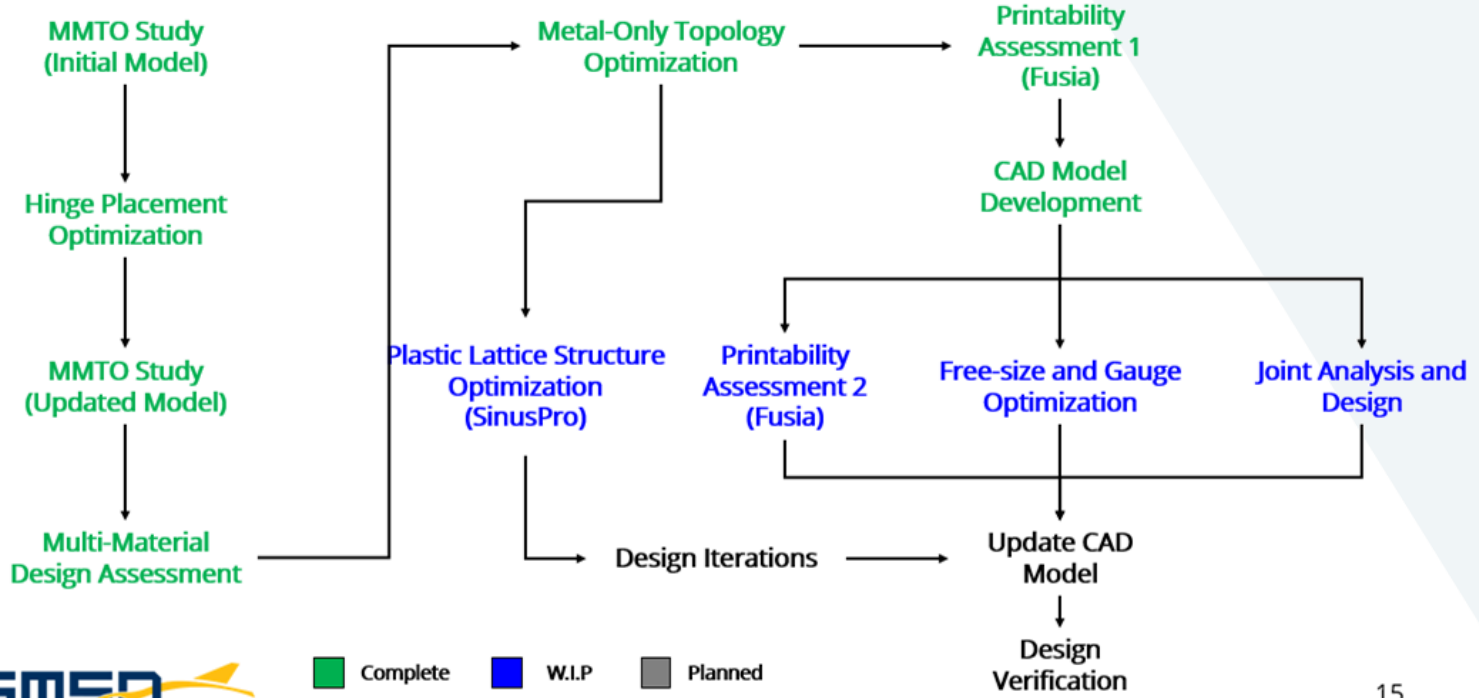 MMTO Study
(Initial Model)
Hinge Placement
Optimization
MMTO Study
(Updated Model)
Multi-Material
Design Assessment
Metal-Only Topology
Optimization
Printability
Assessment 1
(Fusia)
CAD Model
Development
Plastic Lattice Structure
Optimization
(SinusPro)
Printability
Assessment 2
(Fusia)
Free-size and Gauge
Optimization
Joint Analysis and
Design
Design Iterations
Update CAD
Model
Design
Verification
Complete
W.I.P
Planned
15